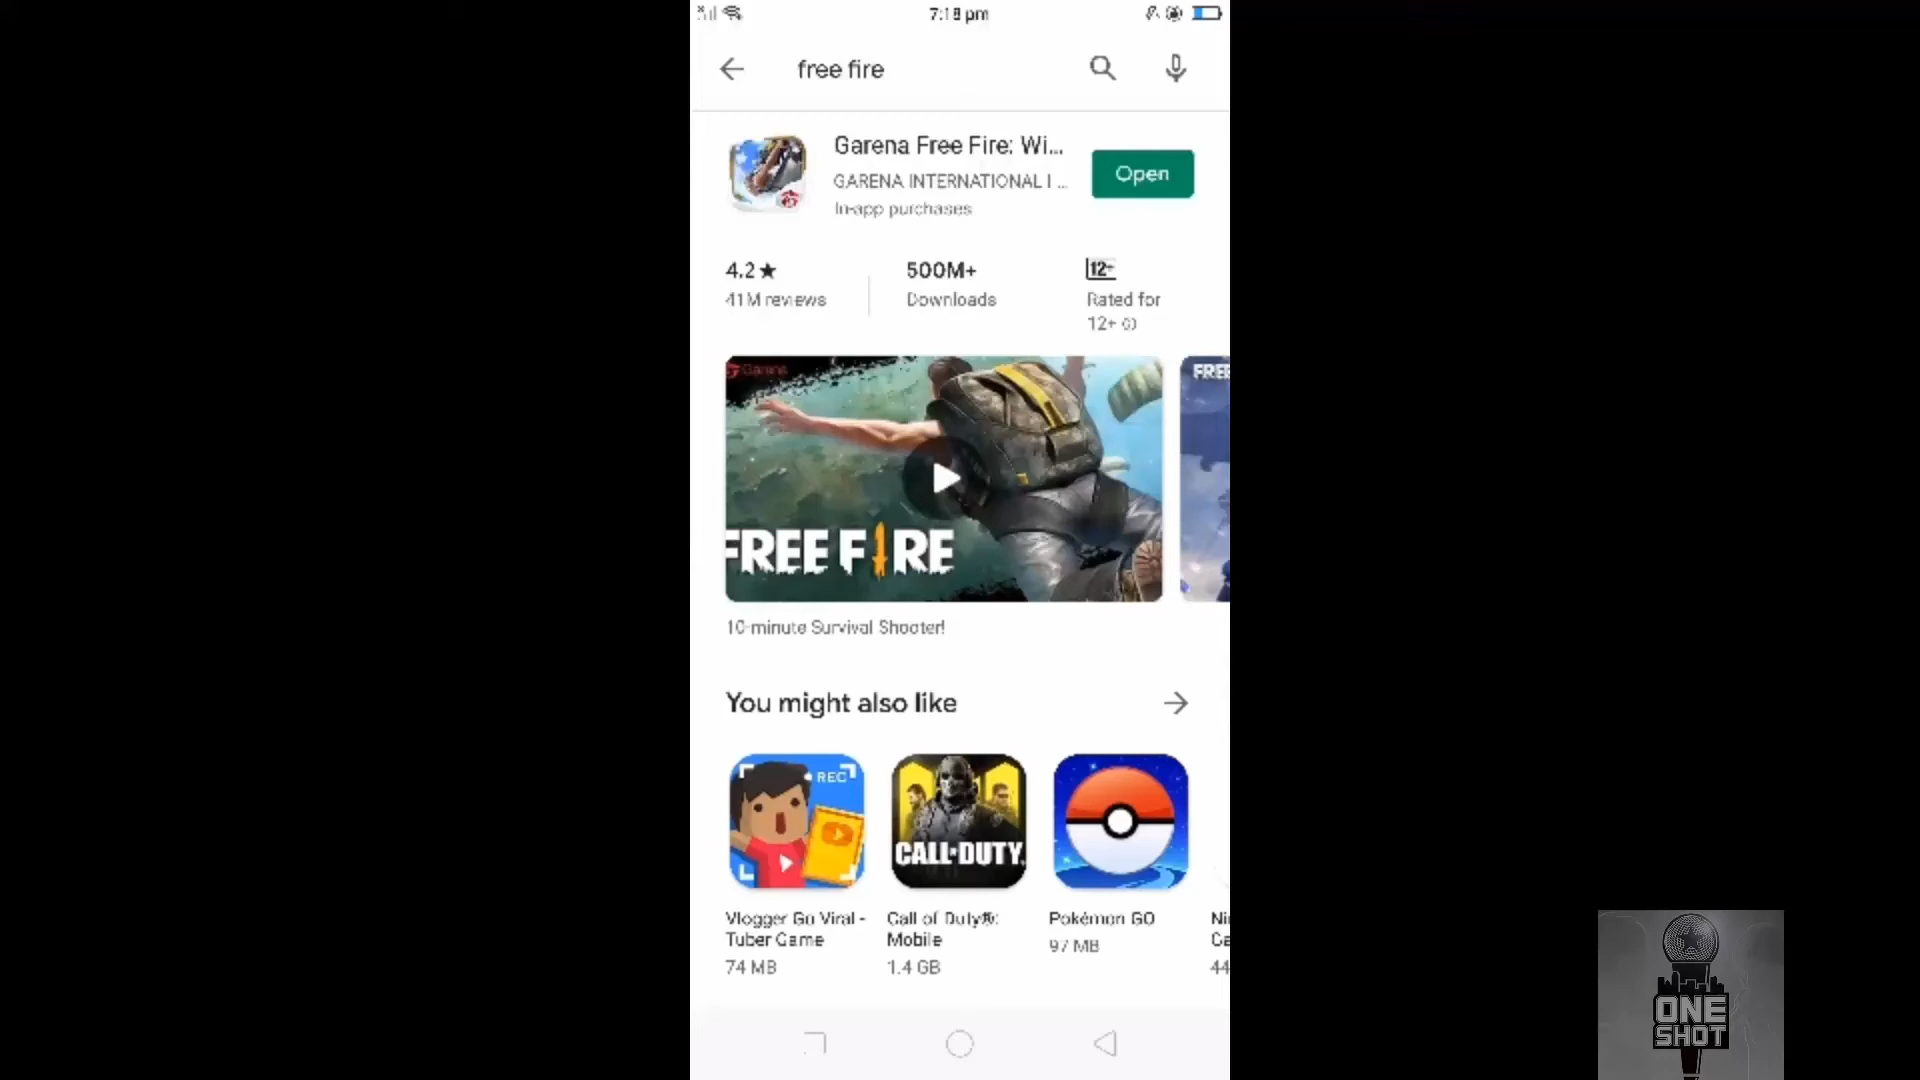 7:18 pm
free fire
Garena Free Fire: Wi...
GARENA INTERNATIONAL I ...
In-app purchases
Open
4.2★
41M reviews
500M+
Downloads
12+
Rated for
12+
Garena
FREE FIRE
FREE
10-minute Survival Shooter!
You might also like
REC
CALL·DUTY
Vlogger Go Viral -
Tuber Game
74 MB
Call of Duty®:
Mobile
1.4 GB
Pokémon GO
97 MB
44
ONE
SHOT